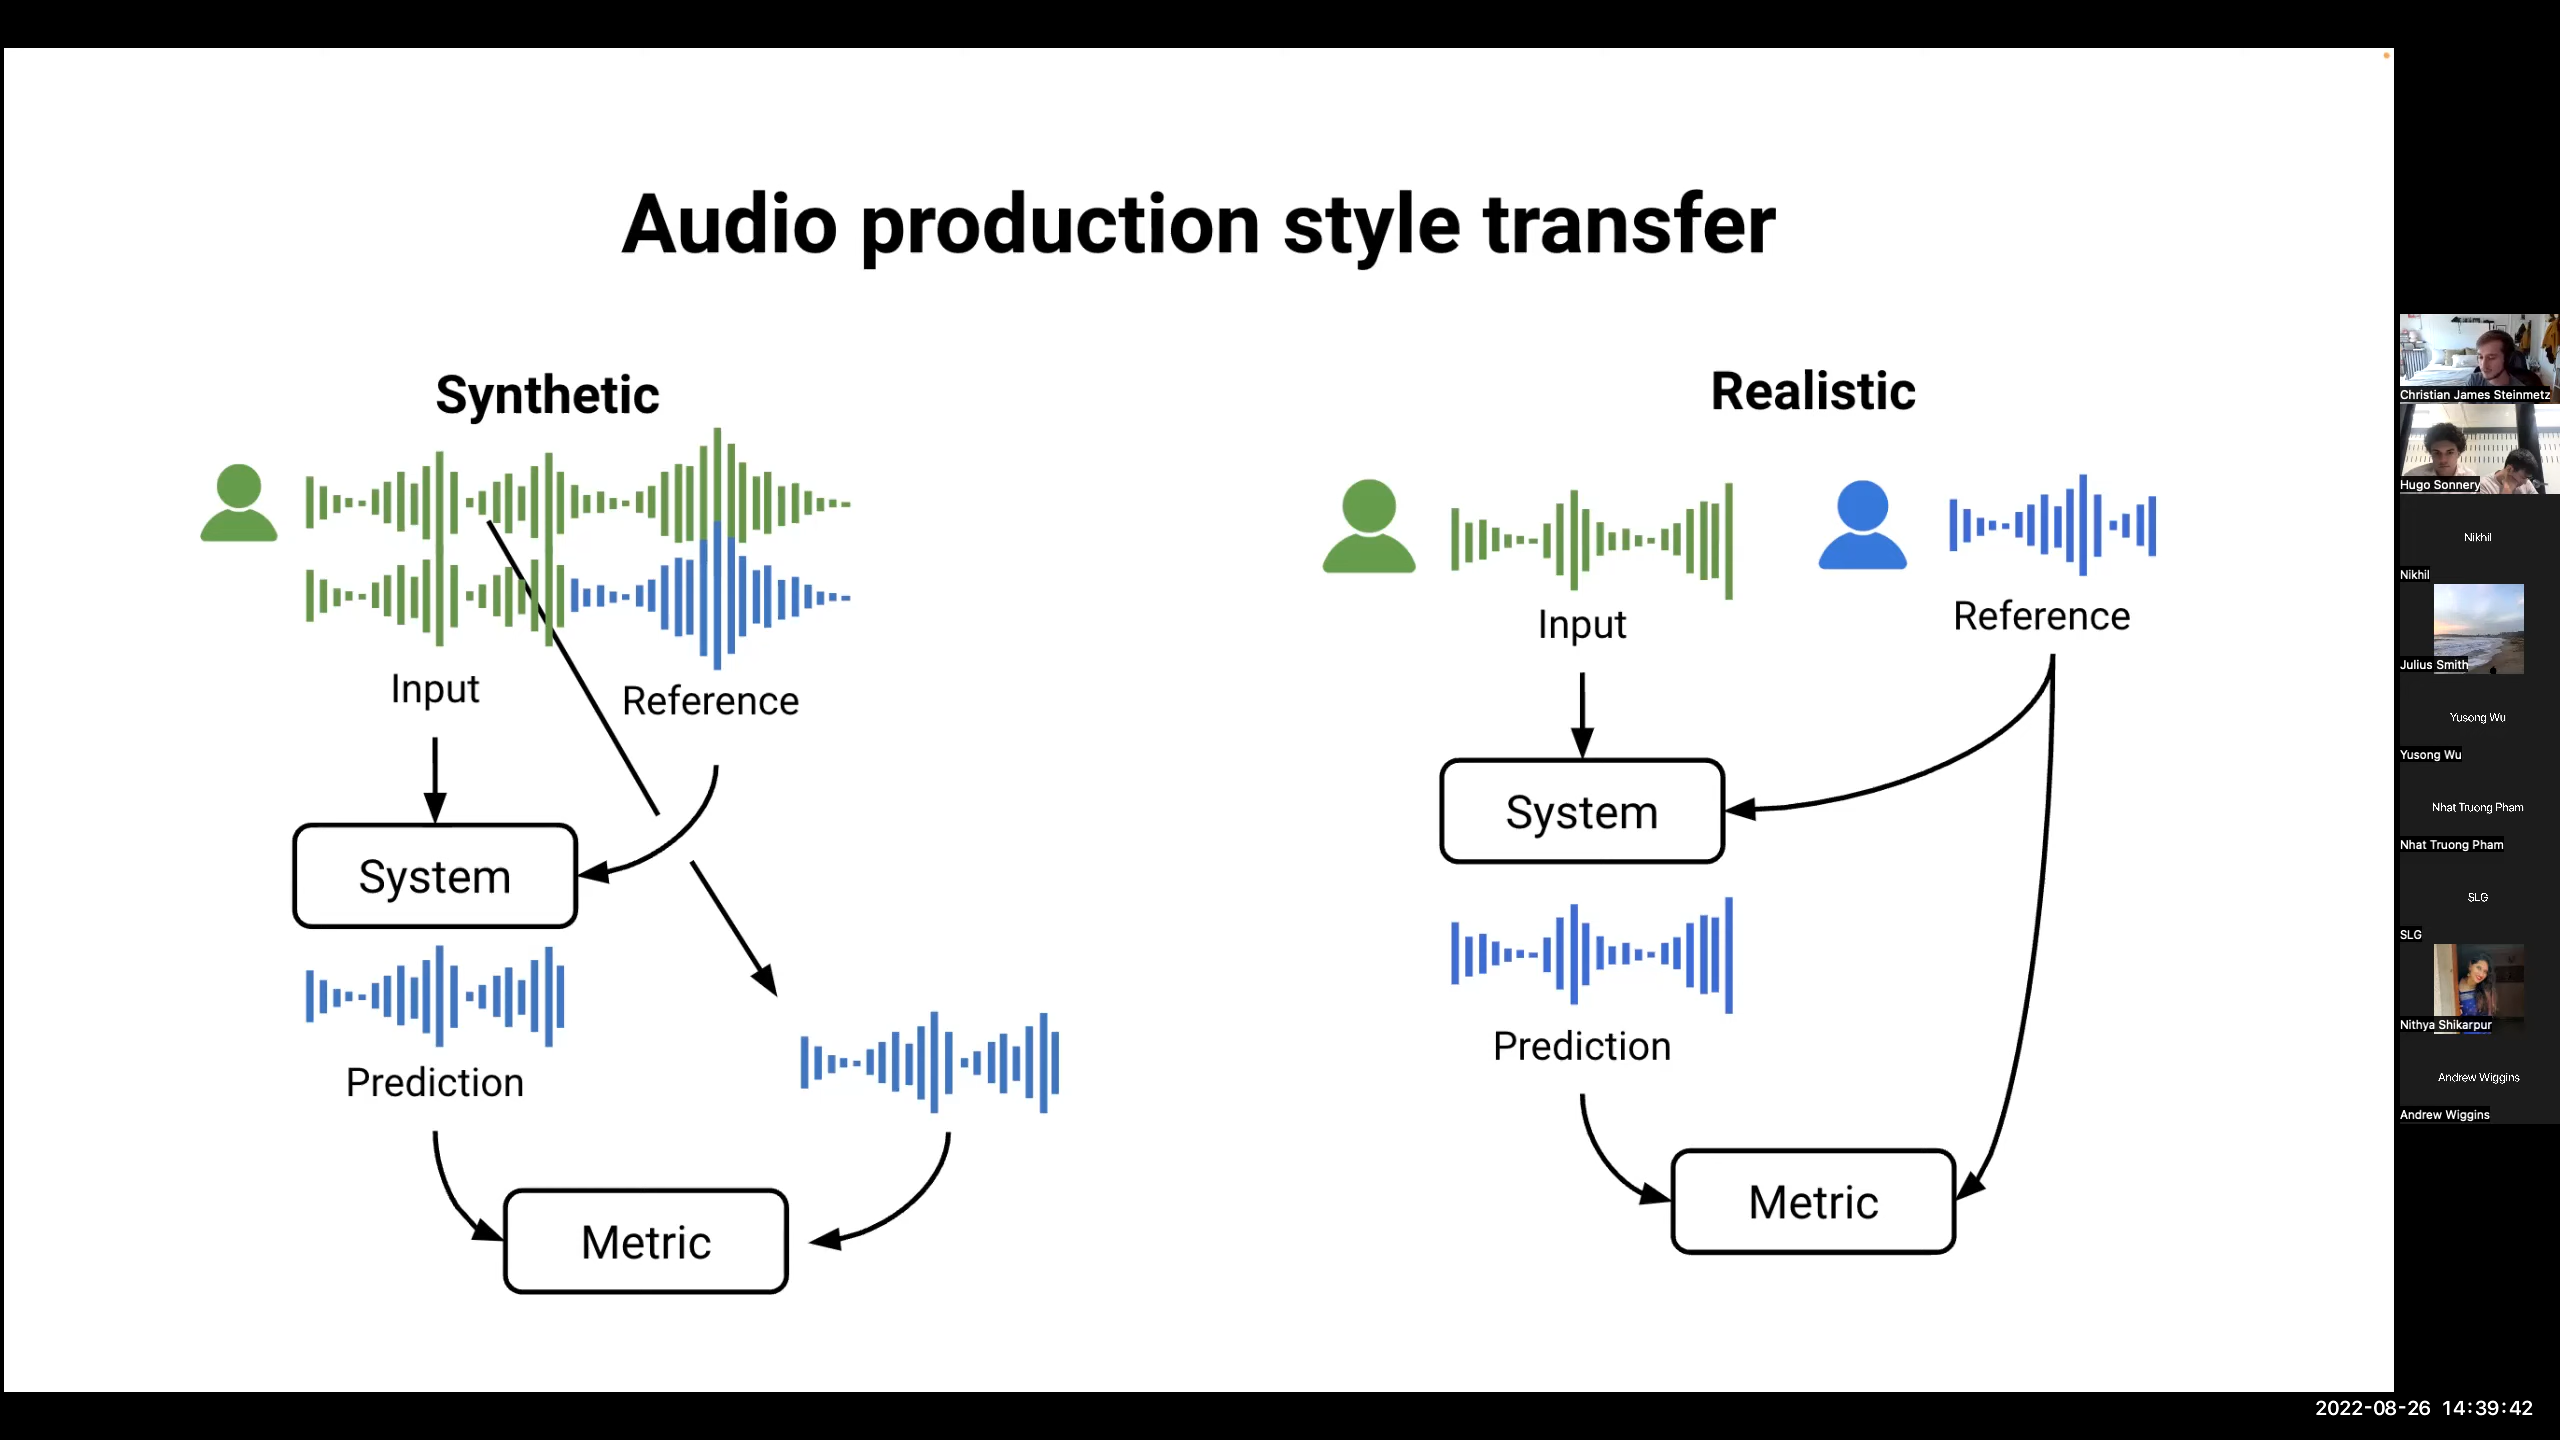 Audio production style transfer
Synthetic
Input
Reference
System
Prediction
Metric
Realistic
Input
Reference
System
Prediction
Metric
Christian James Steinmetz
Hugo Sonnery
Nikhil
Nikhil
Julius Smith
Yusong Wu
Yusong Wu
Nhat Truong Pham
Nhat Truong Pham
SLG
SLG
Nithya Shikarpur
Andrew Wiggins
Andrew Wiggins
2022-08-26 14:39:42